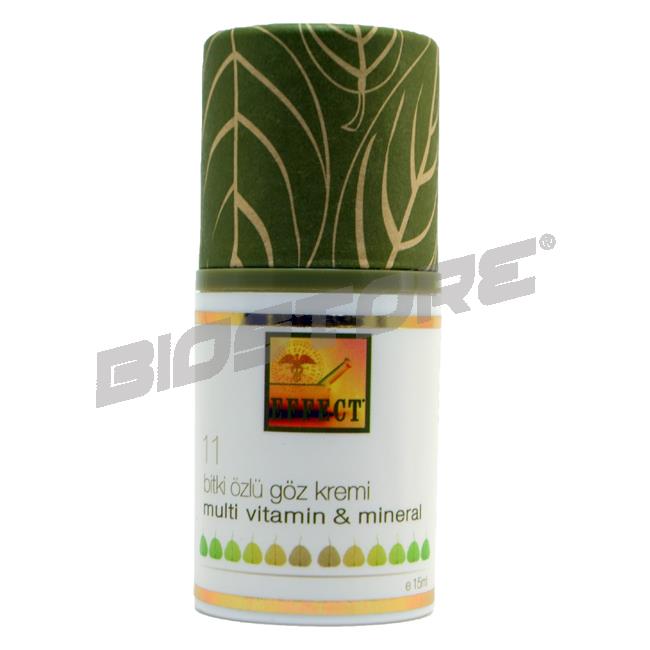 BIOSTORE®
EFFECT
11
bitki özlü göz kremi
multi vitamin & mineral
e 15ml